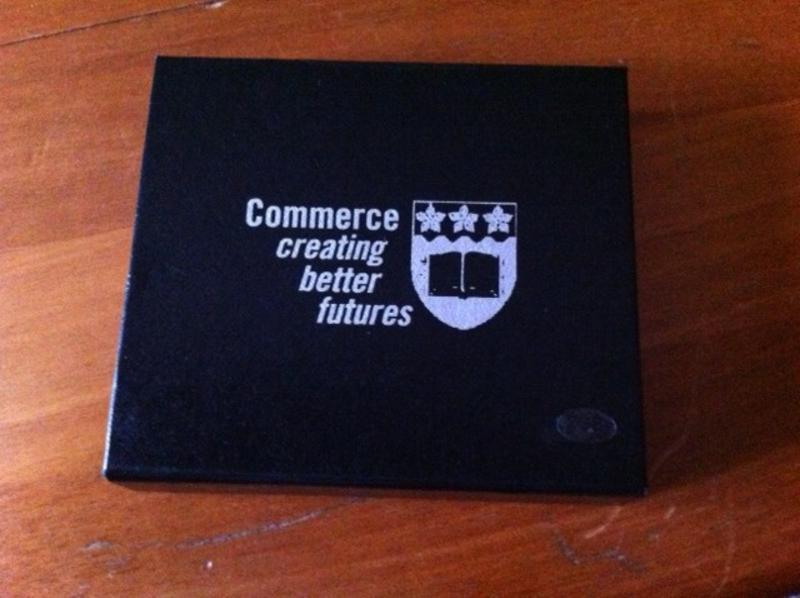 Commerce
creating
better
futures